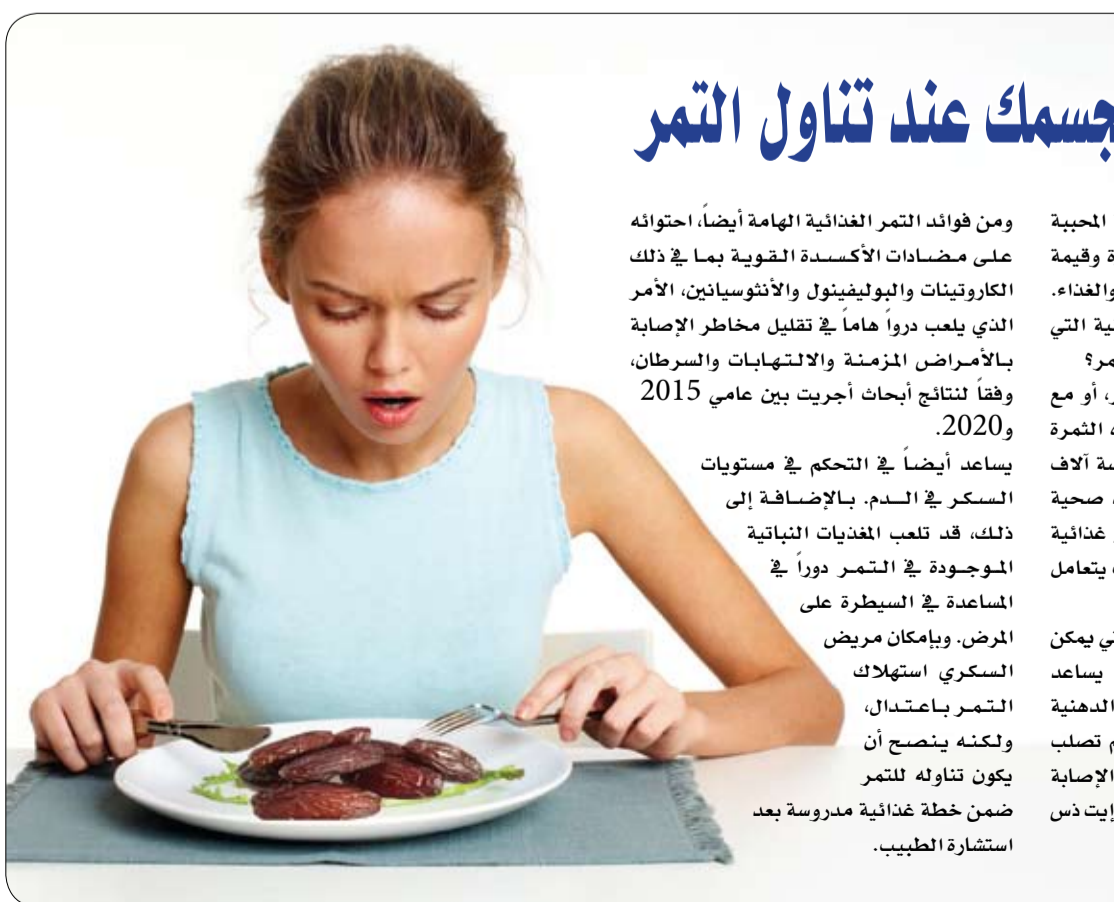 جسمك عند تناول التمر
المحببة
وقيمة
والغذاء.
التي
أو مع
الثمرة
آلاف
صحية
غذائية
يتعامل
يمكن
يساعد
الدهنية
تصلب
الإصابة
إيت ذس
ومن فوائد التمر الغذائية الهامة أيضاً، احتوائه
على مضادات الأكسدة القوية بما في ذلك
الكاروتينات والبوليفينول والأنثوسيانين، الأمر
الذي يلعب درواً هاماً في تقليل مخاطر الإصابة
بالأمراض المزمنة والالتهابات والسرطان،
وفقاً لنتائج أبحاث أجريت بين عامي 2015
و2020.
يساعد أيضاً في التحكم في مستويات
السكر في الدم. بالإضافة إلى
ذلك، قد تلعب المغذيات النباتية
الموجودة في التمر دوراً في
المساعدة في السيطرة على
المرض. وبإمكان مريض
السكري استهلاك
التمر باعتدال،
ولكنه ينصح أن
يكون تناوله للتمر
ضمن خطة غذائية مدروسة بعد
استشارة الطبيب.